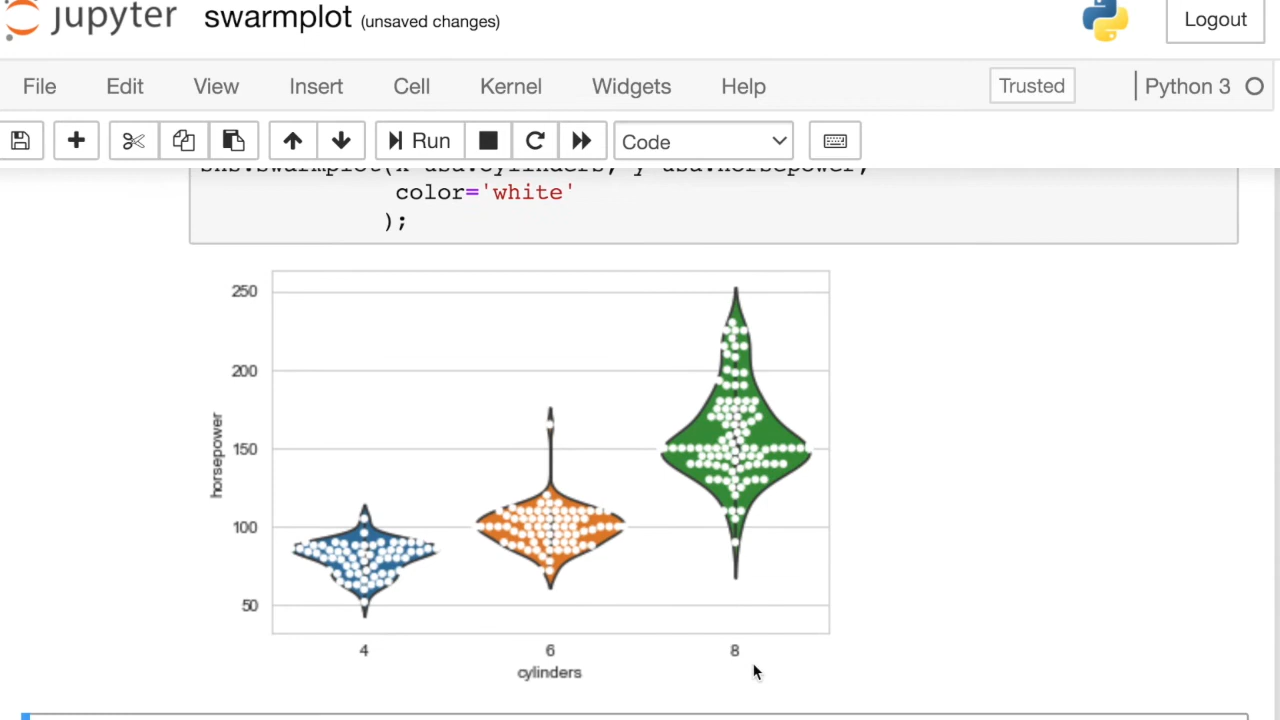 jupyter swarmplot (unsaved changes) Logout
File Edit View Insert Cell Kernel Widgets Help Trusted Python 3
Run Code
color='white'
);
250
200
150
100
50
horsepower
4 6 8
cylinders